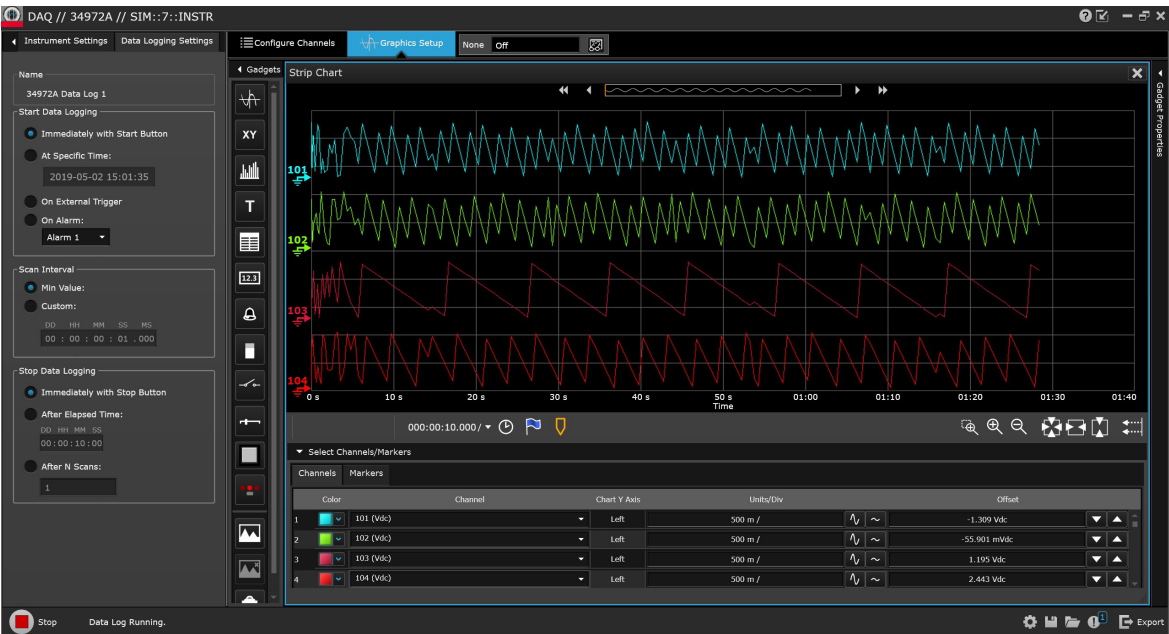 DAQ // 34972A // SIM::7::INSTR
Instrument Settings Data Logging Settings
Configure Channels Graphics Setup None Off
Name
34972A Data Log 1
Start Data Logging
Immediately with Start Button
At Specific Time:
2019-05-02 15:01:35
On External Trigger
On Alarm:
Alarm 1
Scan Interval
Min Value:
Custom:
DD HH MM SS MS
00 : 00 : 00 : 01 .000
Stop Data Logging
Immediately with Stop Button
After Elapsed Time:
DD HH MM SS
00:00:10:00
After N Scans:
1
Gadgets
XY
T
12.3
Strip Chart
101
102
103
104
0 s 10 s 20 s 30 s 40 s 50 s 01:00 01:10 01:20 01:30 01:40
Time
Gadget Properties
000:00:10.000/
Select Channels/Markers
Channels Markers
Color Channel Chart Y Axis Units/Div Offset
1 101 (Vdc) Left 500 m / -1.309 Vdc
2 102 (Vdc) Left 500 m / -55.901 mVdc
3 103 (Vdc) Left 500 m / 1.195 Vdc
4 104 (Vdc) Left 500 m / 2.443 Vdc
Stop Data Log Running. 1 Export